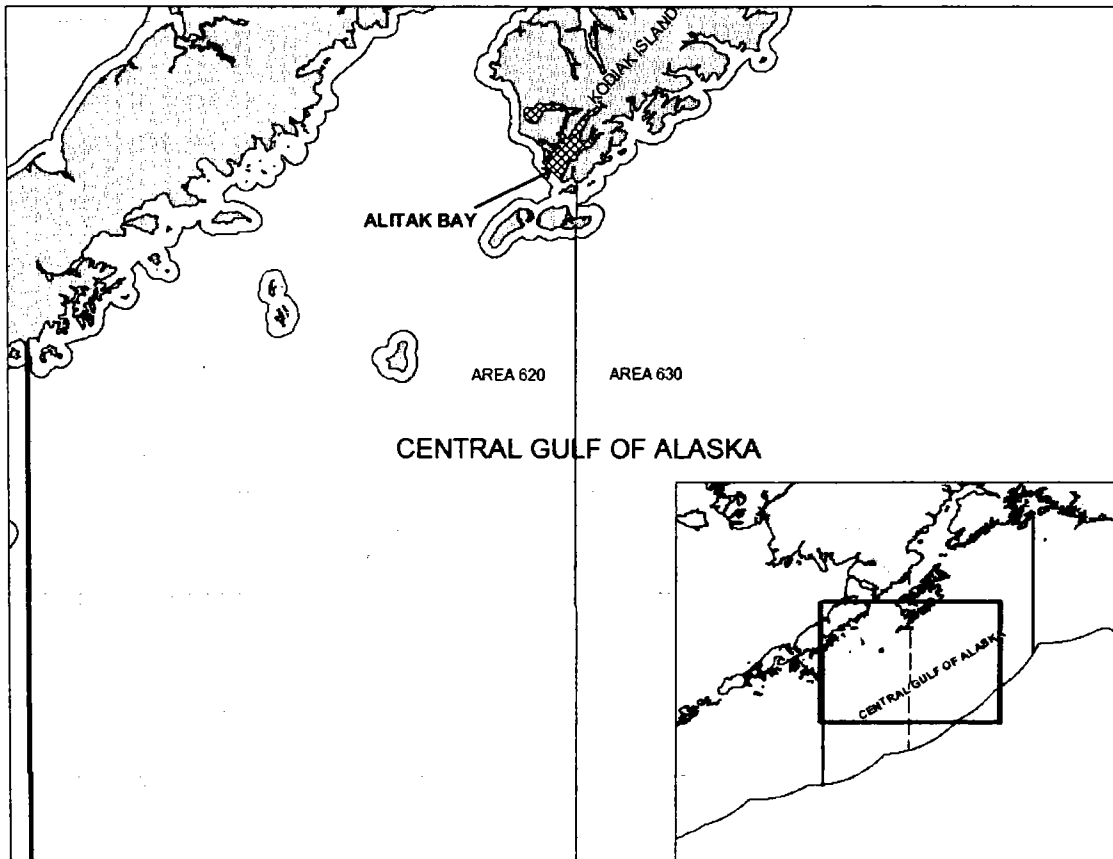 KODIAK ISLAND
ALITAK BAY
AREA 620
AREA 630
CENTRAL GULF OF ALASKA
CENTRAL GULF OF ALASKA